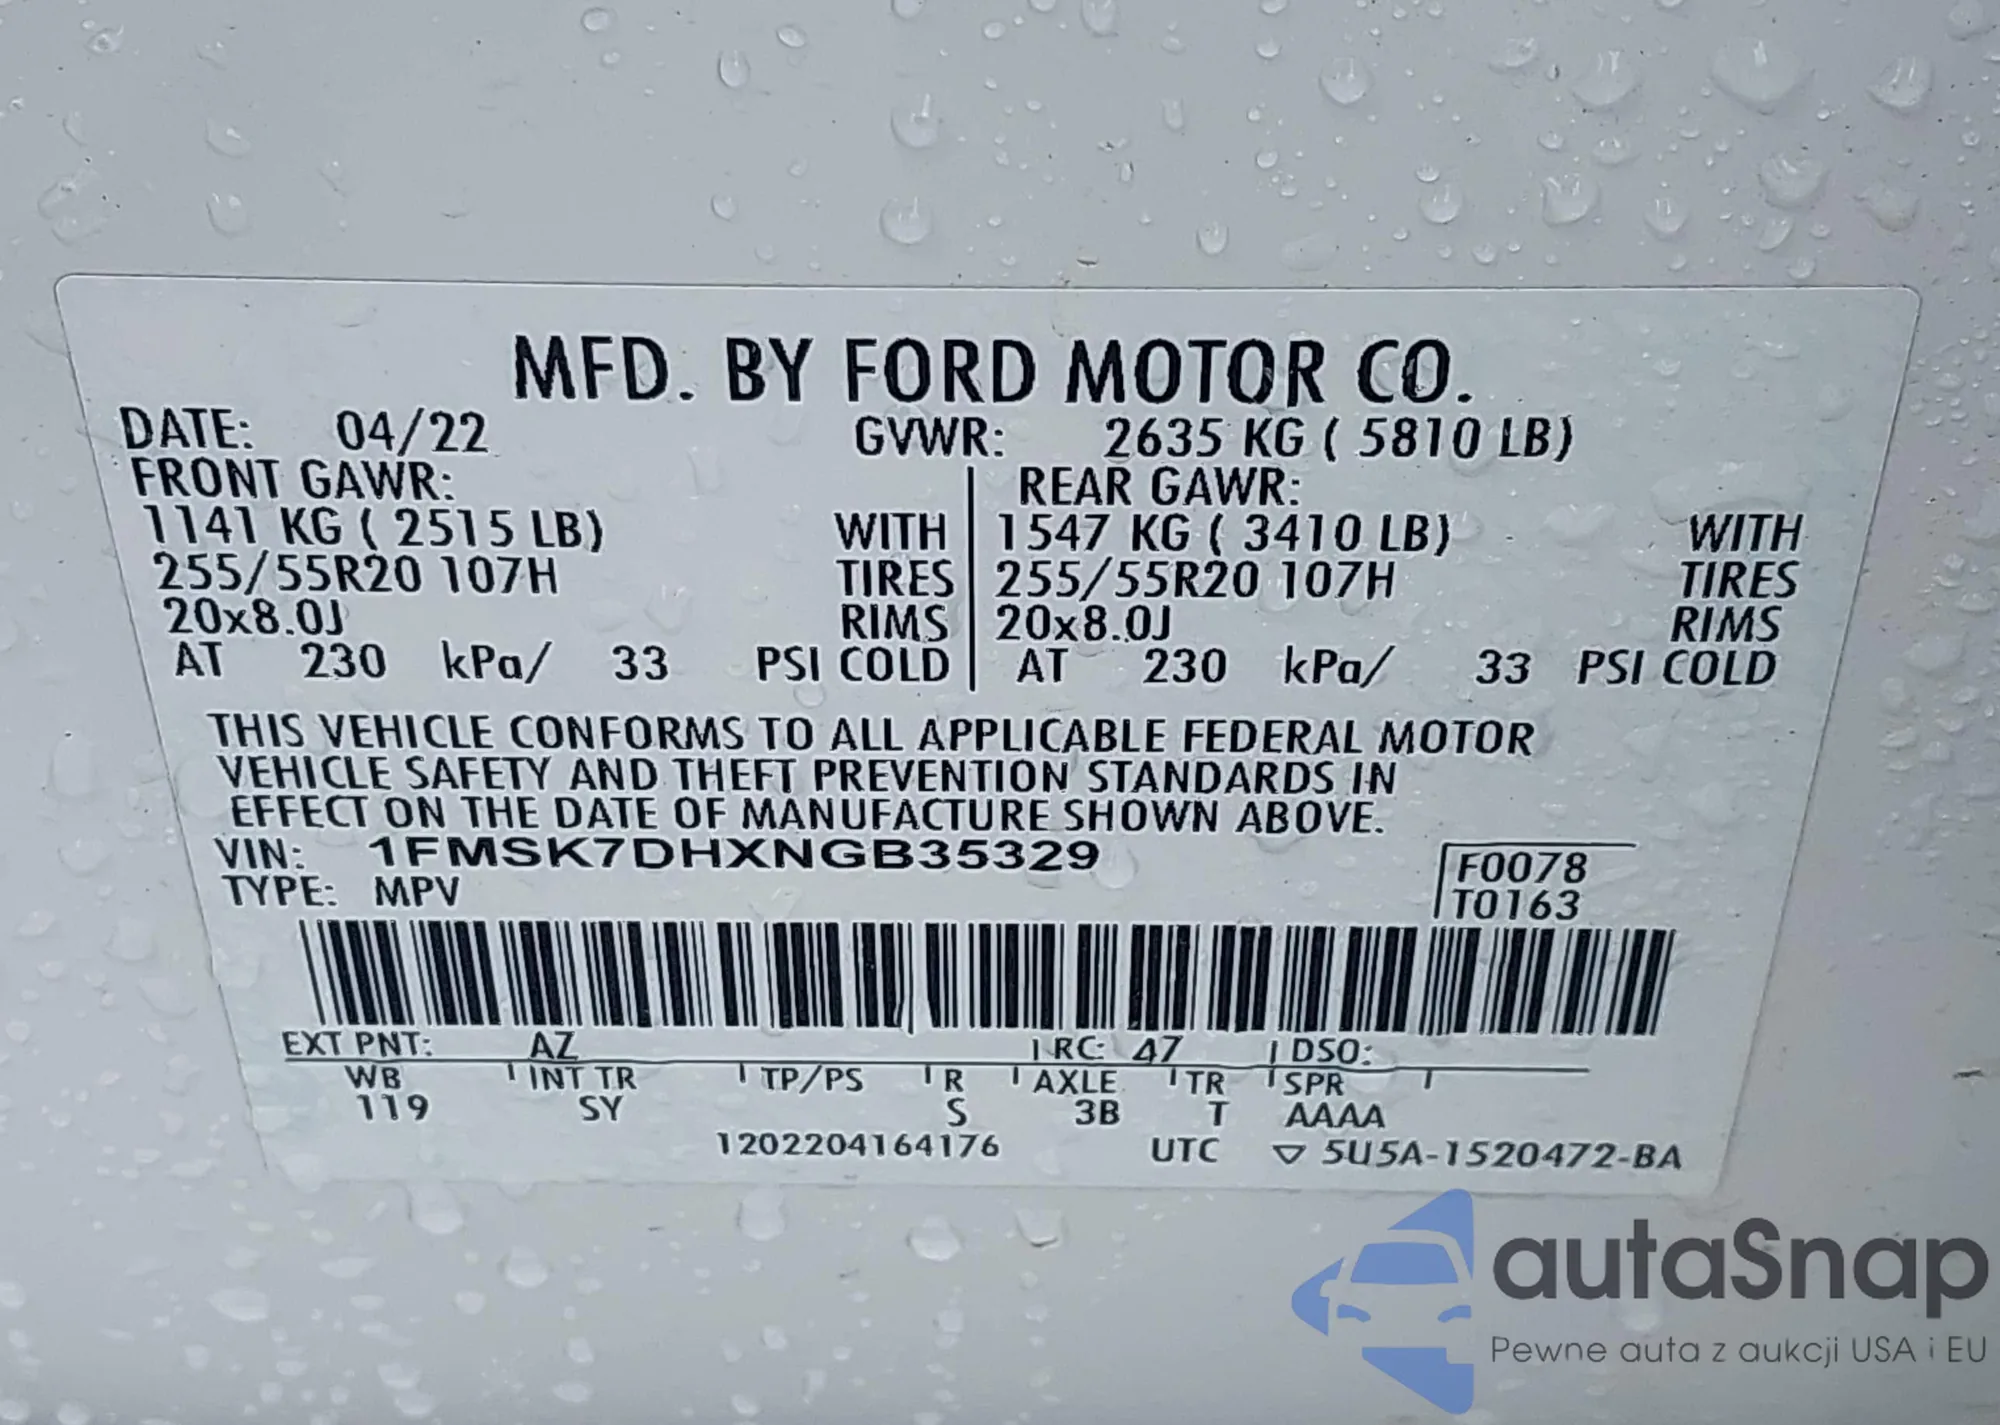 MFD. BY FORD MOTOR CO.
DATE: 04/22 GVWR: 2635 KG ( 5810 LB)
FRONT GAWR: REAR GAWR:
1141 KG ( 2515 LB) WITH 1547 KG ( 3410 LB) WITH
255/55R20 107H TIRES 255/55R20 107H TIRES
20x8.0J RIMS 20x8.0J RIMS
AT 230 kPa/ 33 PSI COLD AT 230 kPa/ 33 PSI COLD
THIS VEHICLE CONFORMS TO ALL APPLICABLE FEDERAL MOTOR
VEHICLE SAFETY AND THEFT PREVENTION STANDARDS IN
EFFECT ON THE DATE OF MANUFACTURE SHOWN ABOVE.
VIN: 1FMSK7DHXNGB35329 F0078
TYPE: MPV T0163
EXT PNT: AZ RC: 47 DSO:
WB INT TR TP/PS R AXLE TR SPR
119 SY S 3B T AAAA
1202204164176 UTC ▽ 5U5A-1520472-BA
autaSnap
Pewne auta z aukcji USA i EU